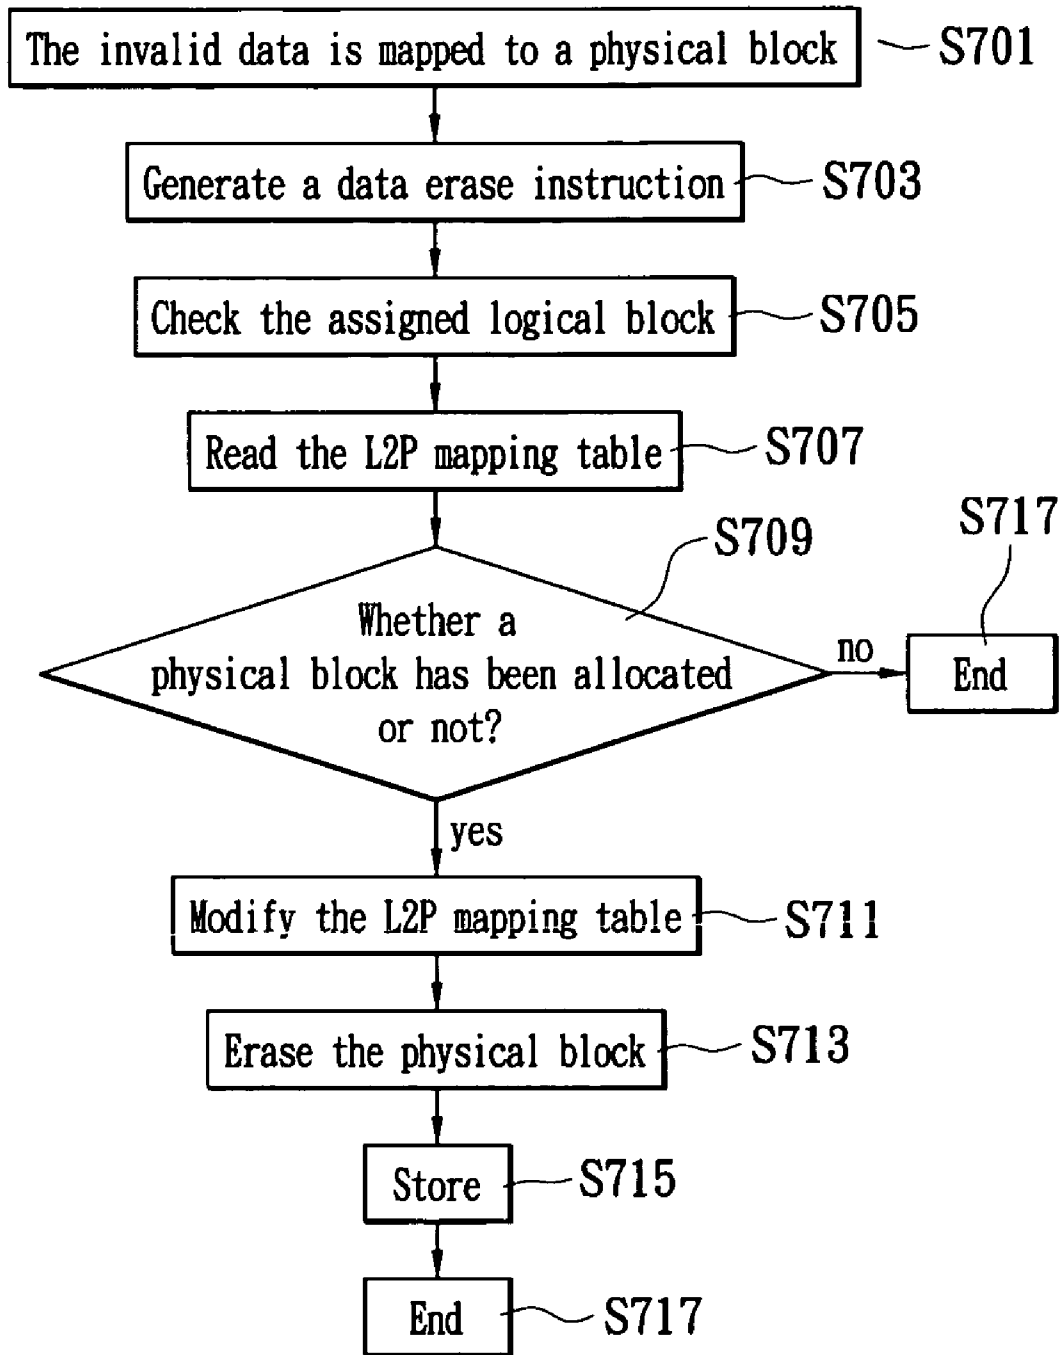 The invalid data is mapped to a physical block
S701
Generate a data erase instruction
S703
Check the assigned logical block
S705
Read the L2P mapping table
S707
S709
S717
Whether a
physical block has been allocated
or not?
no
End
yes
Modify the L2P mapping table
S711
Erase the physical block
S713
Store
S715
End
S717